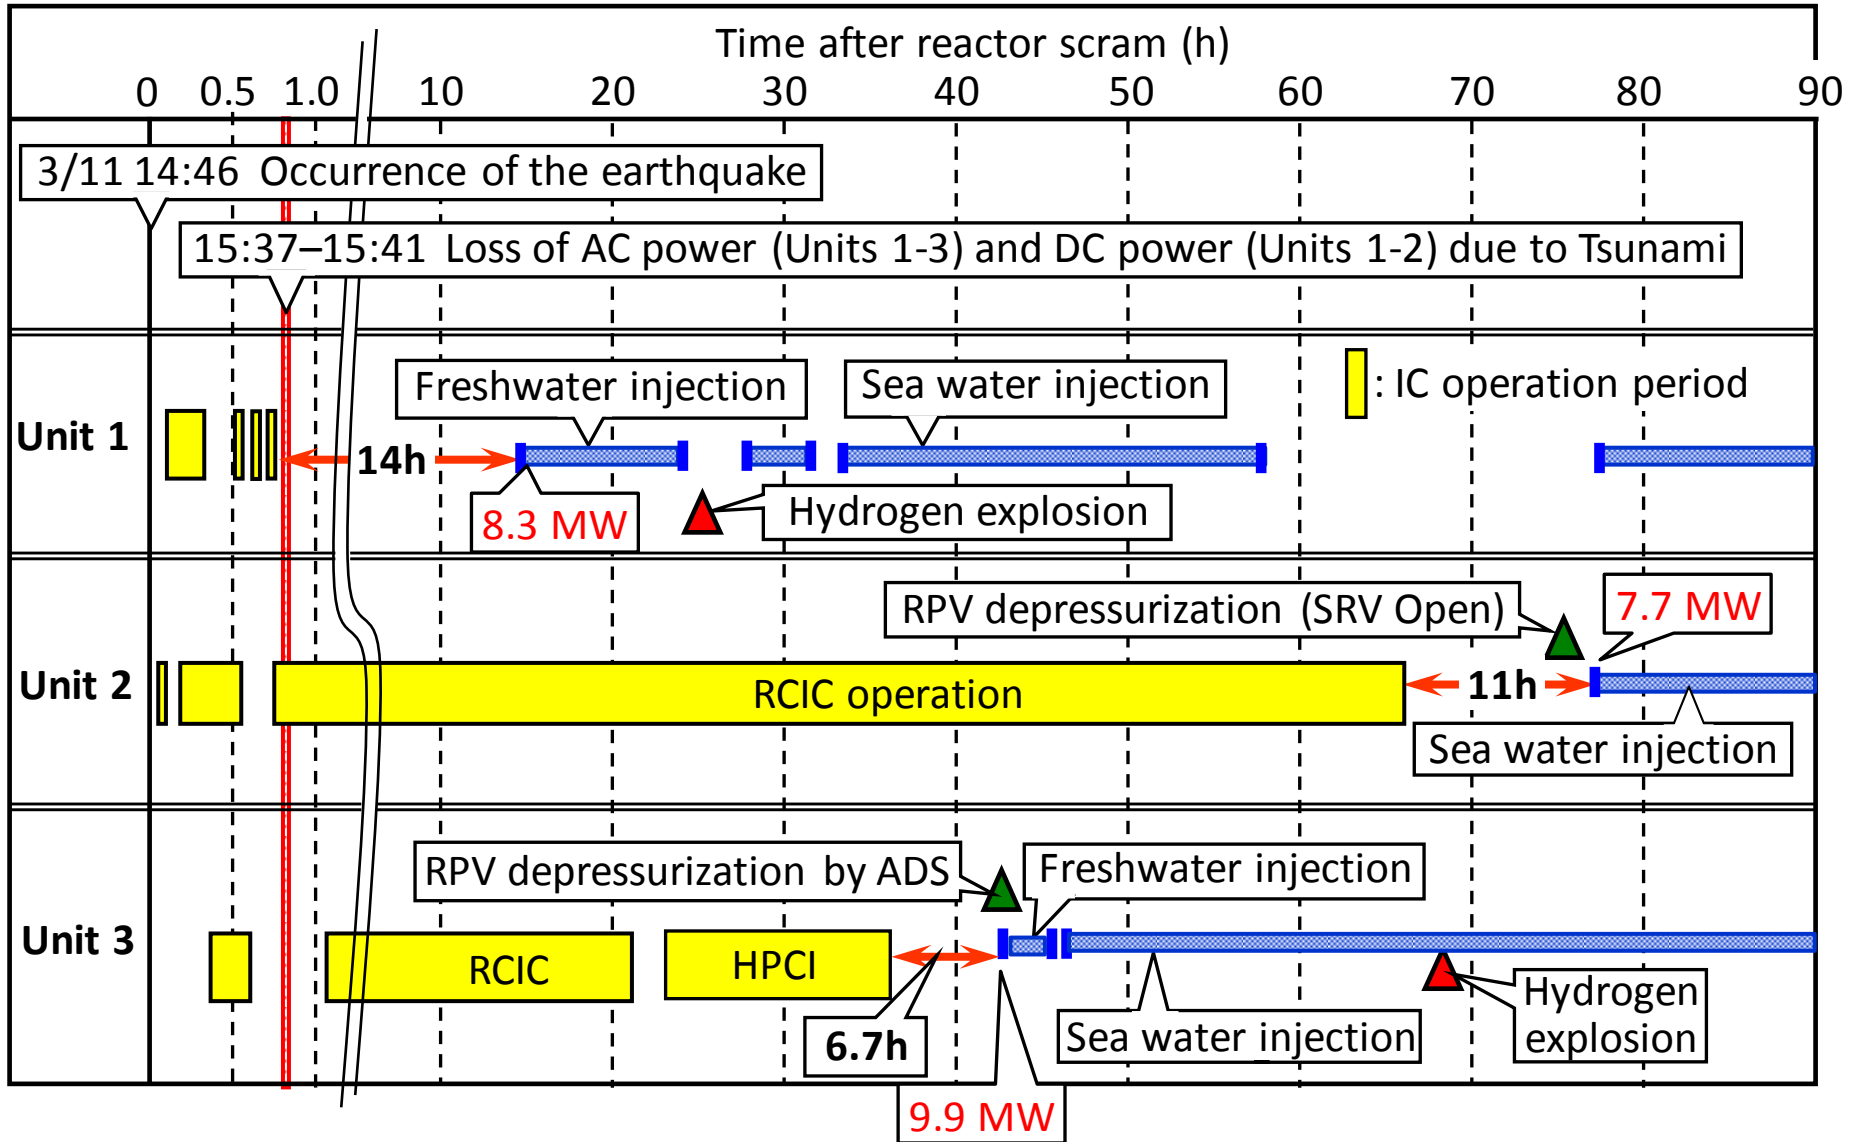 Time after reactor scram (h)
0 0.5 1.0 10 20 30 40 50 60 70 80 90
3/11 14:46 Occurrence of the earthquake
15:37–15:41 Loss of AC power (Units 1-3) and DC power (Units 1-2) due to Tsunami
Unit 1
Freshwater injection
Sea water injection
: IC operation period
14h
8.3 MW
Hydrogen explosion
Unit 2
RPV depressurization (SRV Open)
7.7 MW
RCIC operation
11h
Sea water injection
Unit 3
RPV depressurization by ADS
Freshwater injection
RCIC
HPCI
6.7h
Sea water injection
Hydrogen
explosion
9.9 MW